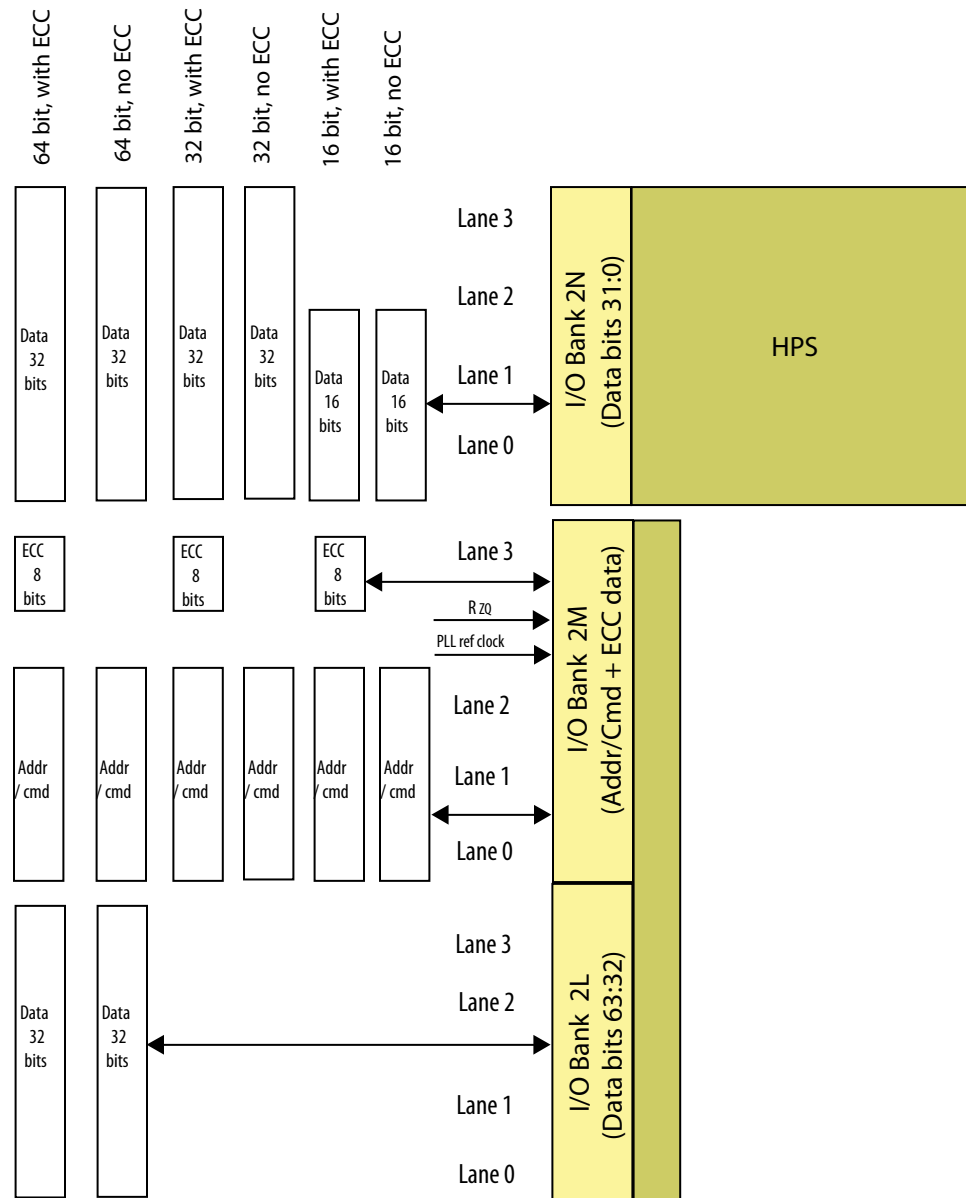 64 bit, with ECC
64 bit, no ECC
32 bit, with ECC
32 bit, no ECC
16 bit, with ECC
16 bit, no ECC
Data
32
bits
Data
32
bits
Data
32
bits
Data
32
bits
Data
16
bits
Data
16
bits
Lane 3
Lane 2
Lane 1
Lane 0
I/O Bank 2N
(Data bits 31:0)
HPS
ECC
8
bits
ECC
8
bits
ECC
8
bits
Lane 3
R ZQ
PLL ref clock
Lane 2
Lane 1
Lane 0
I/O Bank 2M
(Addr/Cmd + ECC data)
Addr
/ cmd
Addr
/ cmd
Addr
/ cmd
Addr
/ cmd
Addr
/ cmd
Addr
/ cmd
Data
32
bits
Data
32
bits
Lane 3
Lane 2
Lane 1
Lane 0
I/O Bank 2L
(Data bits 63:32)